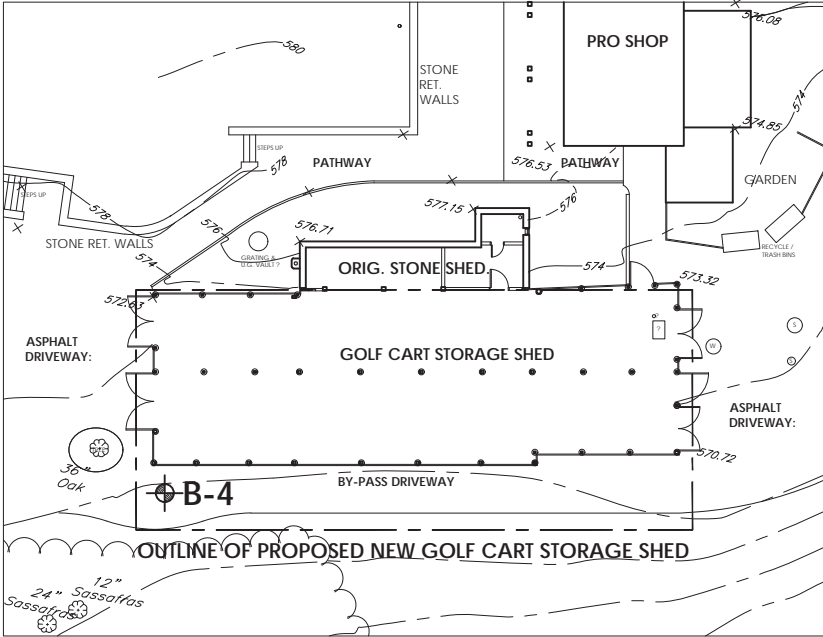 576.08
580
PRO SHOP
STONE
RET.
WALLS
574
574.85
STEPS UP
578
PATHWAY
576.53
PATHWAY
GARDEN
STEPS UP
578
576
577.15
576
576.71
STONE RET. WALLS
RECYCLE /
TRASH BINS
574
GRATING &
U.G. VAULT ?
ORIG. STONE SHED.
574
573.32
572.63
?
?
S
ASPHALT
DRIVEWAY:
GOLF CART STORAGE SHED
W
S
ASPHALT
DRIVEWAY:
36"
Oak
570.72
BY-PASS DRIVEWAY
B-4
OUTLINE OF PROPOSED NEW GOLF CART STORAGE SHED
12"
Sassafras
24"
Sassafras